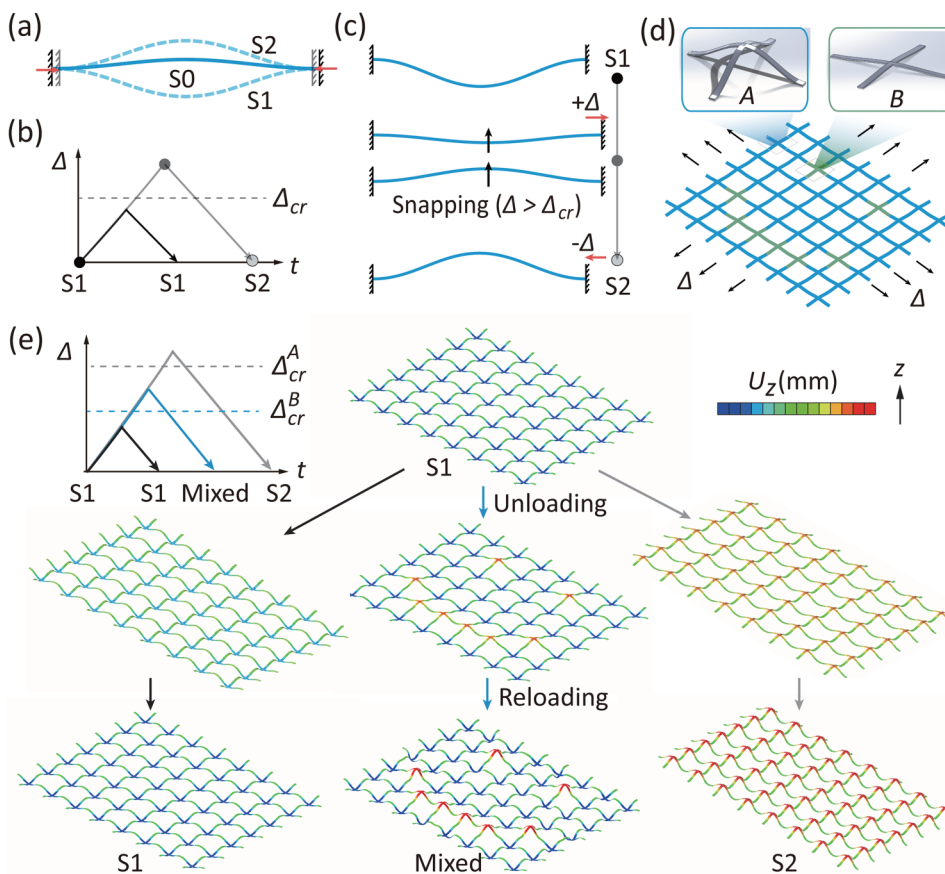 (a)
S2
S0
S1
(b)
Δ
Δcr
S1
S1
S2
t
(c)
S1
+Δ
Snapping (Δ > Δcr)
-Δ
S2
(d)
A
B
Δ
Δ
(e)
Δ
Δ^A_cr
Δ^B_cr
t
S1
S1
Mixed
S2
S1
Uz(mm)
z
Unloading
Reloading
S1
Mixed
S2